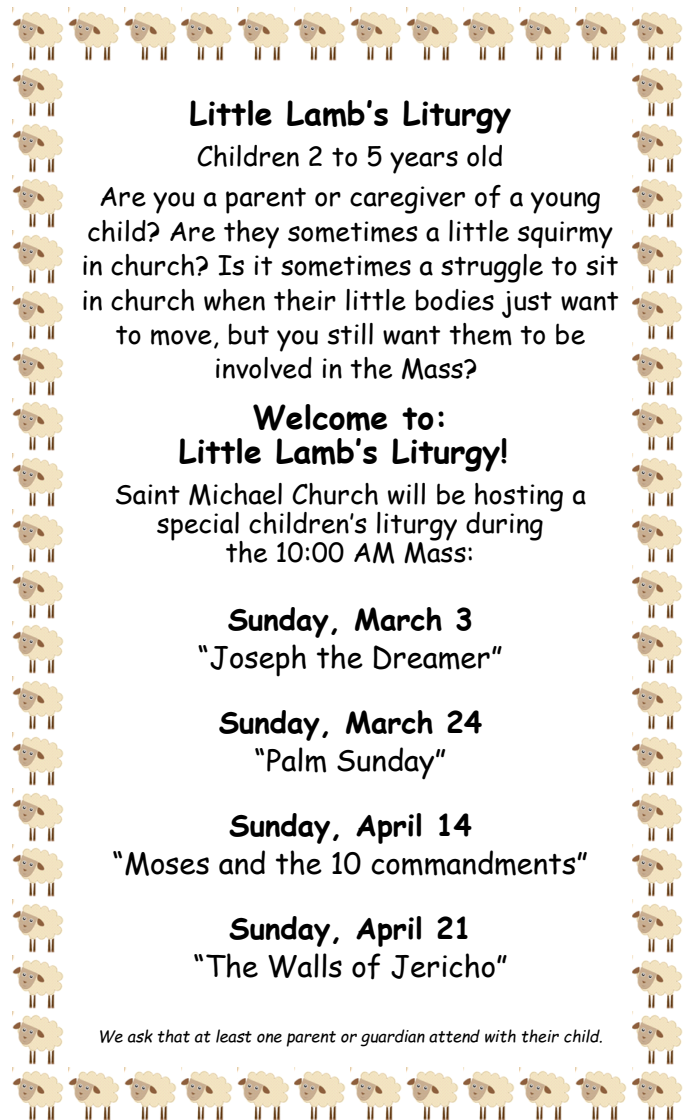 Little Lamb's Liturgy
Children 2 to 5 years old
Are you a parent or caregiver of a young
child? Are they sometimes a little squirmy
in church? Is it sometimes a struggle to sit
in church when their little bodies just want
to move, but you still want them to be
involved in the Mass?
Welcome to:
Little Lamb's Liturgy!
Saint Michael Church will be hosting a
special children's liturgy during
the 10:00 AM Mass:
Sunday, March 3
"Joseph the Dreamer"
Sunday, March 24
"Palm Sunday"
Sunday, April 14
"Moses and the 10 commandments"
Sunday, April 21
"The Walls of Jericho"
We ask that at least one parent or guardian attend with their child.